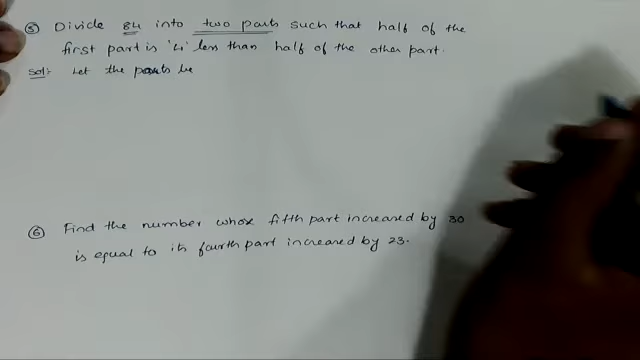 ⑤ Divide 84 into two parts such that half of the
first part is '4' less than half of the other part.
Sol: Let the parts be
⑥ Find the number whose fifth part increased by 30
is equal to its fourth part increased by 23.